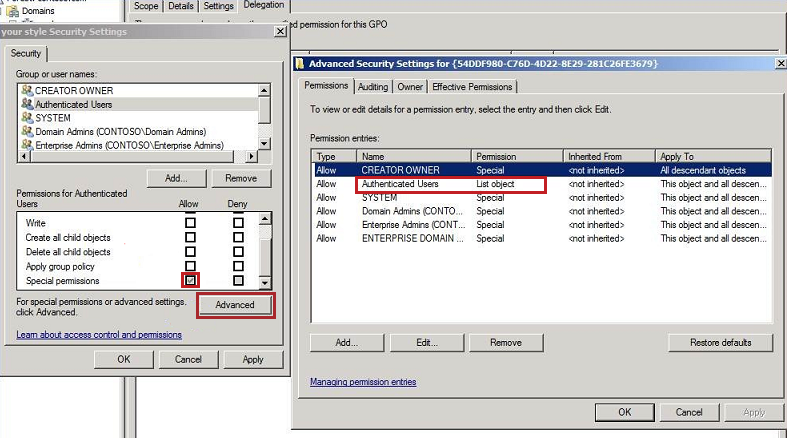 Domains
Scope Details Settings Delegation
ed permission for this GPO
your style Security Settings
Security
Group or user names:
CREATOR OWNER
Authenticated Users
SYSTEM
Domain Admins (CONTOSO\Domain Admins)
Enterprise Admins (CONTOSO\Enterprise Admins)
Add... Remove
Permissions for Authenticated
Users Allow Deny
Write
Create all child objects
Delete all child objects
Apply group policy
Special permissions
For special permissions or advanced settings,
click Advanced.
Advanced
Learn about access control and permissions
OK Cancel Apply
Advanced Security Settings for {54DDF980-C76D-4D22-8E29-281C26FE3679}
Permissions Auditing Owner Effective Permissions
To view or edit details for a permission entry, select the entry and then click Edit.
Permission entries:
Type Name Permission Inherited From Apply To
Allow CREATOR OWNER Special <not inherited> All descendant objects
Allow Authenticated Users List object <not inherited> This object and all descen...
Allow SYSTEM Special <not inherited> This object and all descen...
Allow Domain Admins (CONTO... Special <not inherited> This object and all descen...
Allow Enterprise Admins (CONT... Special <not inherited> This object and all descen...
Allow ENTERPRISE DOMAIN ... Special <not inherited> This object and all descen...
Add... Edit... Remove Restore defaults
Managing permission entries
OK Cancel Apply